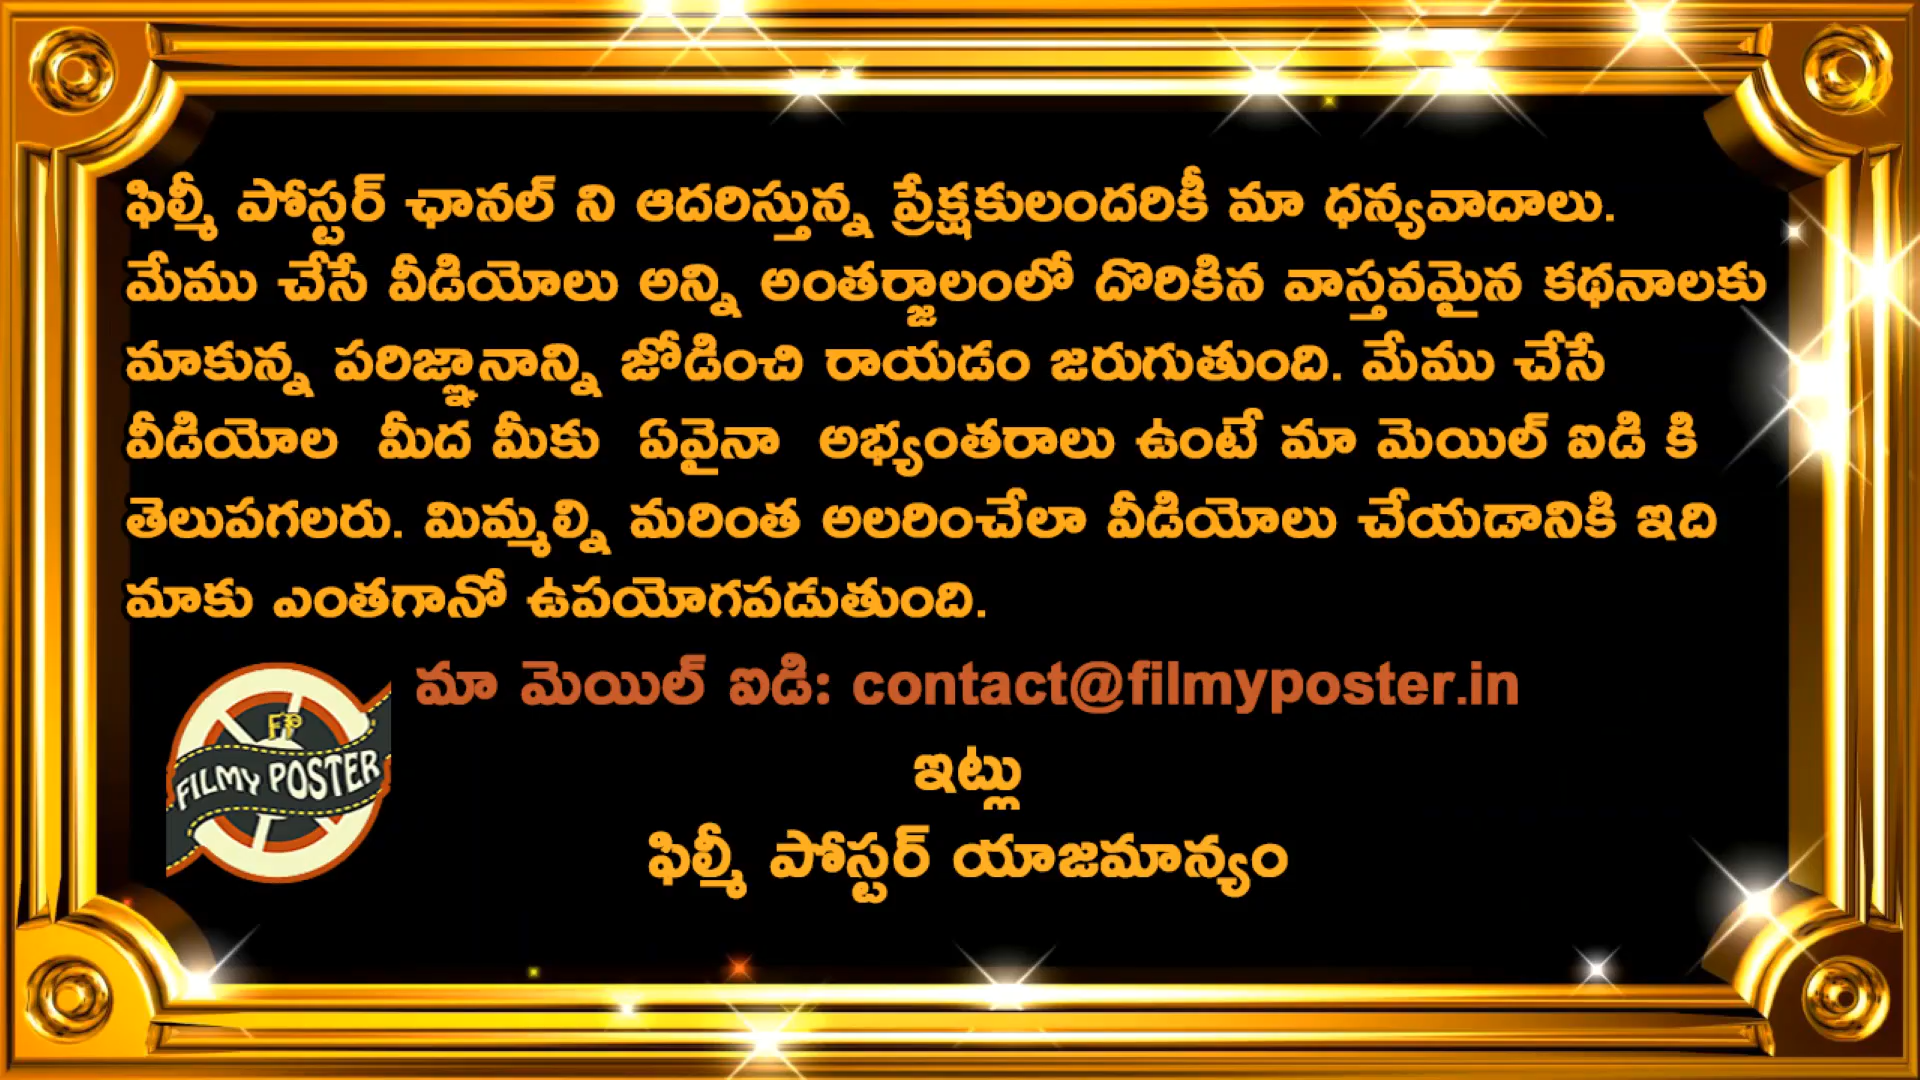 ఫిల్మీ పోస్టర్ ఛానల్ ని ఆదరిస్తున్న ప్రేక్షకులందరికీ మా ధన్యవాదాలు.
మేము చేసే వీడియోలు అన్ని అంతర్జాలంలో దొరికిన వాస్తవమైన కథనాలకు
మాకున్న పరిజ్ఞానాన్ని జోడించి రాయడం జరుగుతుంది. మేము చేసే
వీడియోల మీద మీకు ఏవైనా అభ్యంతరాలు ఉంటే మా మెయిల్ ఐడి కి
తెలుపగలరు. మిమ్మల్ని మరింత అలరించేలా వీడియోలు చేయడానికి ఇది
మాకు ఎంతగానో ఉపయోగపడుతుంది.
మా మెయిల్ ఐడి: contact@filmyposter.in
FP
FILMY POSTER
ఇట్లు
ఫిల్మీ పోస్టర్ యాజమాన్యం